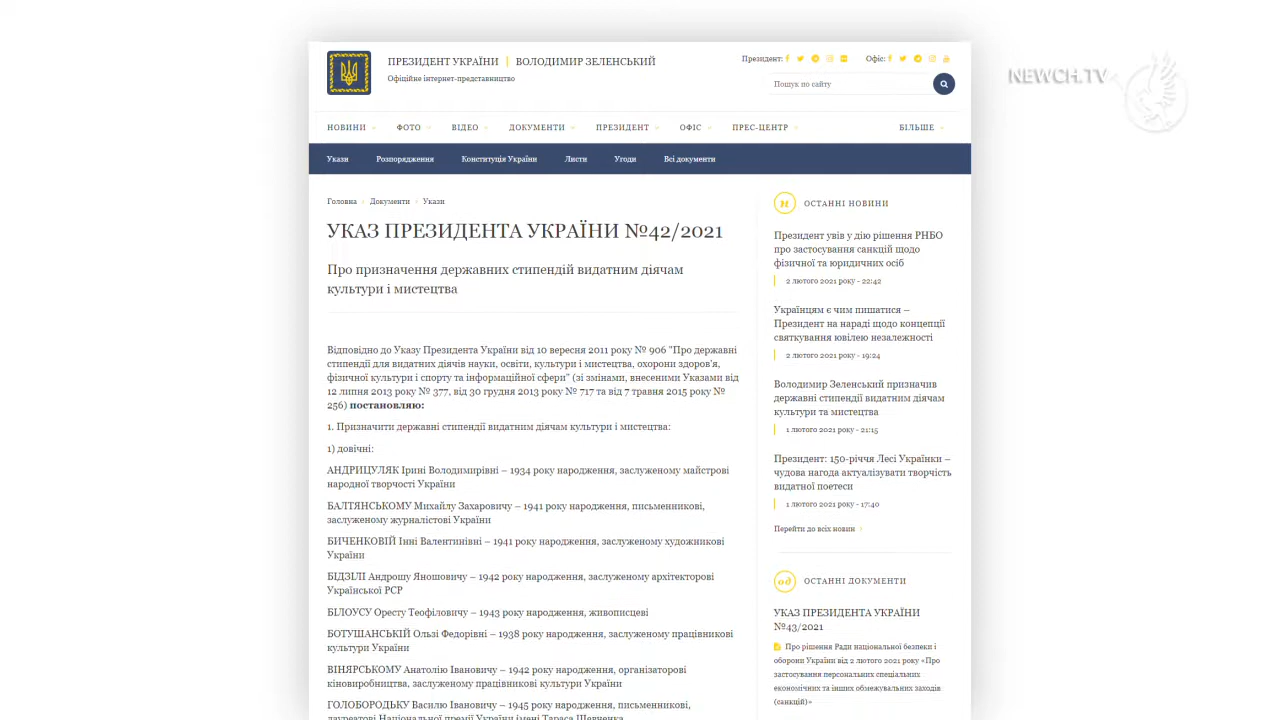 ПРЕЗИДЕНТ УКРАЇНИ | ВОЛОДИМИР ЗЕЛЕНСЬКИЙ
Офіційне інтернет-представництво
Президент:
Офіс:
Пошук по сайту
NEWCH.TV
НОВИНИ ФОТО ВІДЕО ДОКУМЕНТИ ПРЕЗИДЕНТ ОФІС ПРЕС-ЦЕНТР БІЛЬШЕ
Укази Розпорядження Конституція України Листи Угоди Всі документи
Головна Документи Укази
УКАЗ ПРЕЗИДЕНТА УКРАЇНИ №42/2021
Про призначення державних стипендій видатним діячам
культури і мистецтва
Відповідно до Указу Президента України від 10 вересня 2011 року № 906 "Про державні
стипендії для видатних діячів науки, освіти, культури і мистецтва, охорони здоров'я,
фізичної культури і спорту та інформаційної сфери" (зі змінами, внесеними Указами від
12 липня 2013 року № 377, від 30 грудня 2013 року № 717 та від 7 травня 2015 року №
256) постановляю:
1. Призначити державні стипендії видатним діячам культури і мистецтва:
1) довічні:
АНДРИЦУЛЯК Ірині Володимирівні – 1934 року народження, заслуженому майстрові
народної творчості України
БАЛТЯНСЬКОМУ Михайлу Захаровичу – 1941 року народження, письменникові,
заслуженому журналістові України
БИЧЕНКОВІЙ Інні Валентинівні – 1941 року народження, заслуженому художникові
України
БІДЗІЛІ Андрошу Яношовичу – 1942 року народження, заслуженому архітекторові
Української РСР
БІЛОУСУ Оресту Теофіловичу – 1943 року народження, живописцеві
БОТУШАНСЬКІЙ Ользі Федорівні – 1938 року народження, заслуженому працівникові
культури України
ВІНЯРСЬКОМУ Анатолію Івановичу – 1942 року народження, організаторові
кіновиробництва, заслуженому працівникові культури України
ГОЛОБОРОДЬКУ Василю Івановичу – 1945 року народження, письменникові,
лауреатові Національної премії України імені Тараса Шевченка
ОСТАННІ НОВИНИ
Президент увів у дію рішення РНБО
про застосування санкцій щодо
фізичної та юридичних осіб
2 лютого 2021 року - 22:42
Українцям є чим пишатися –
Президент на нараді щодо концепції
святкування ювілею незалежності
2 лютого 2021 року - 19:24
Володимир Зеленський призначив
державні стипендії видатним діячам
культури та мистецтва
1 лютого 2021 року - 21:15
Президент: 150-річчя Лесі Українки –
чудова нагода актуалізувати творчість
видатної поетеси
1 лютого 2021 року - 17:40
Перейти до всіх новин
од ОСТАННІ ДОКУМЕНТИ
УКАЗ ПРЕЗИДЕНТА УКРАЇНИ
№43/2021
Про рішення Ради національної безпеки і
оборони України від 2 лютого 2021 року «Про
застосування персональних спеціальних
економічних та інших обмежувальних заходів
(санкцій)»